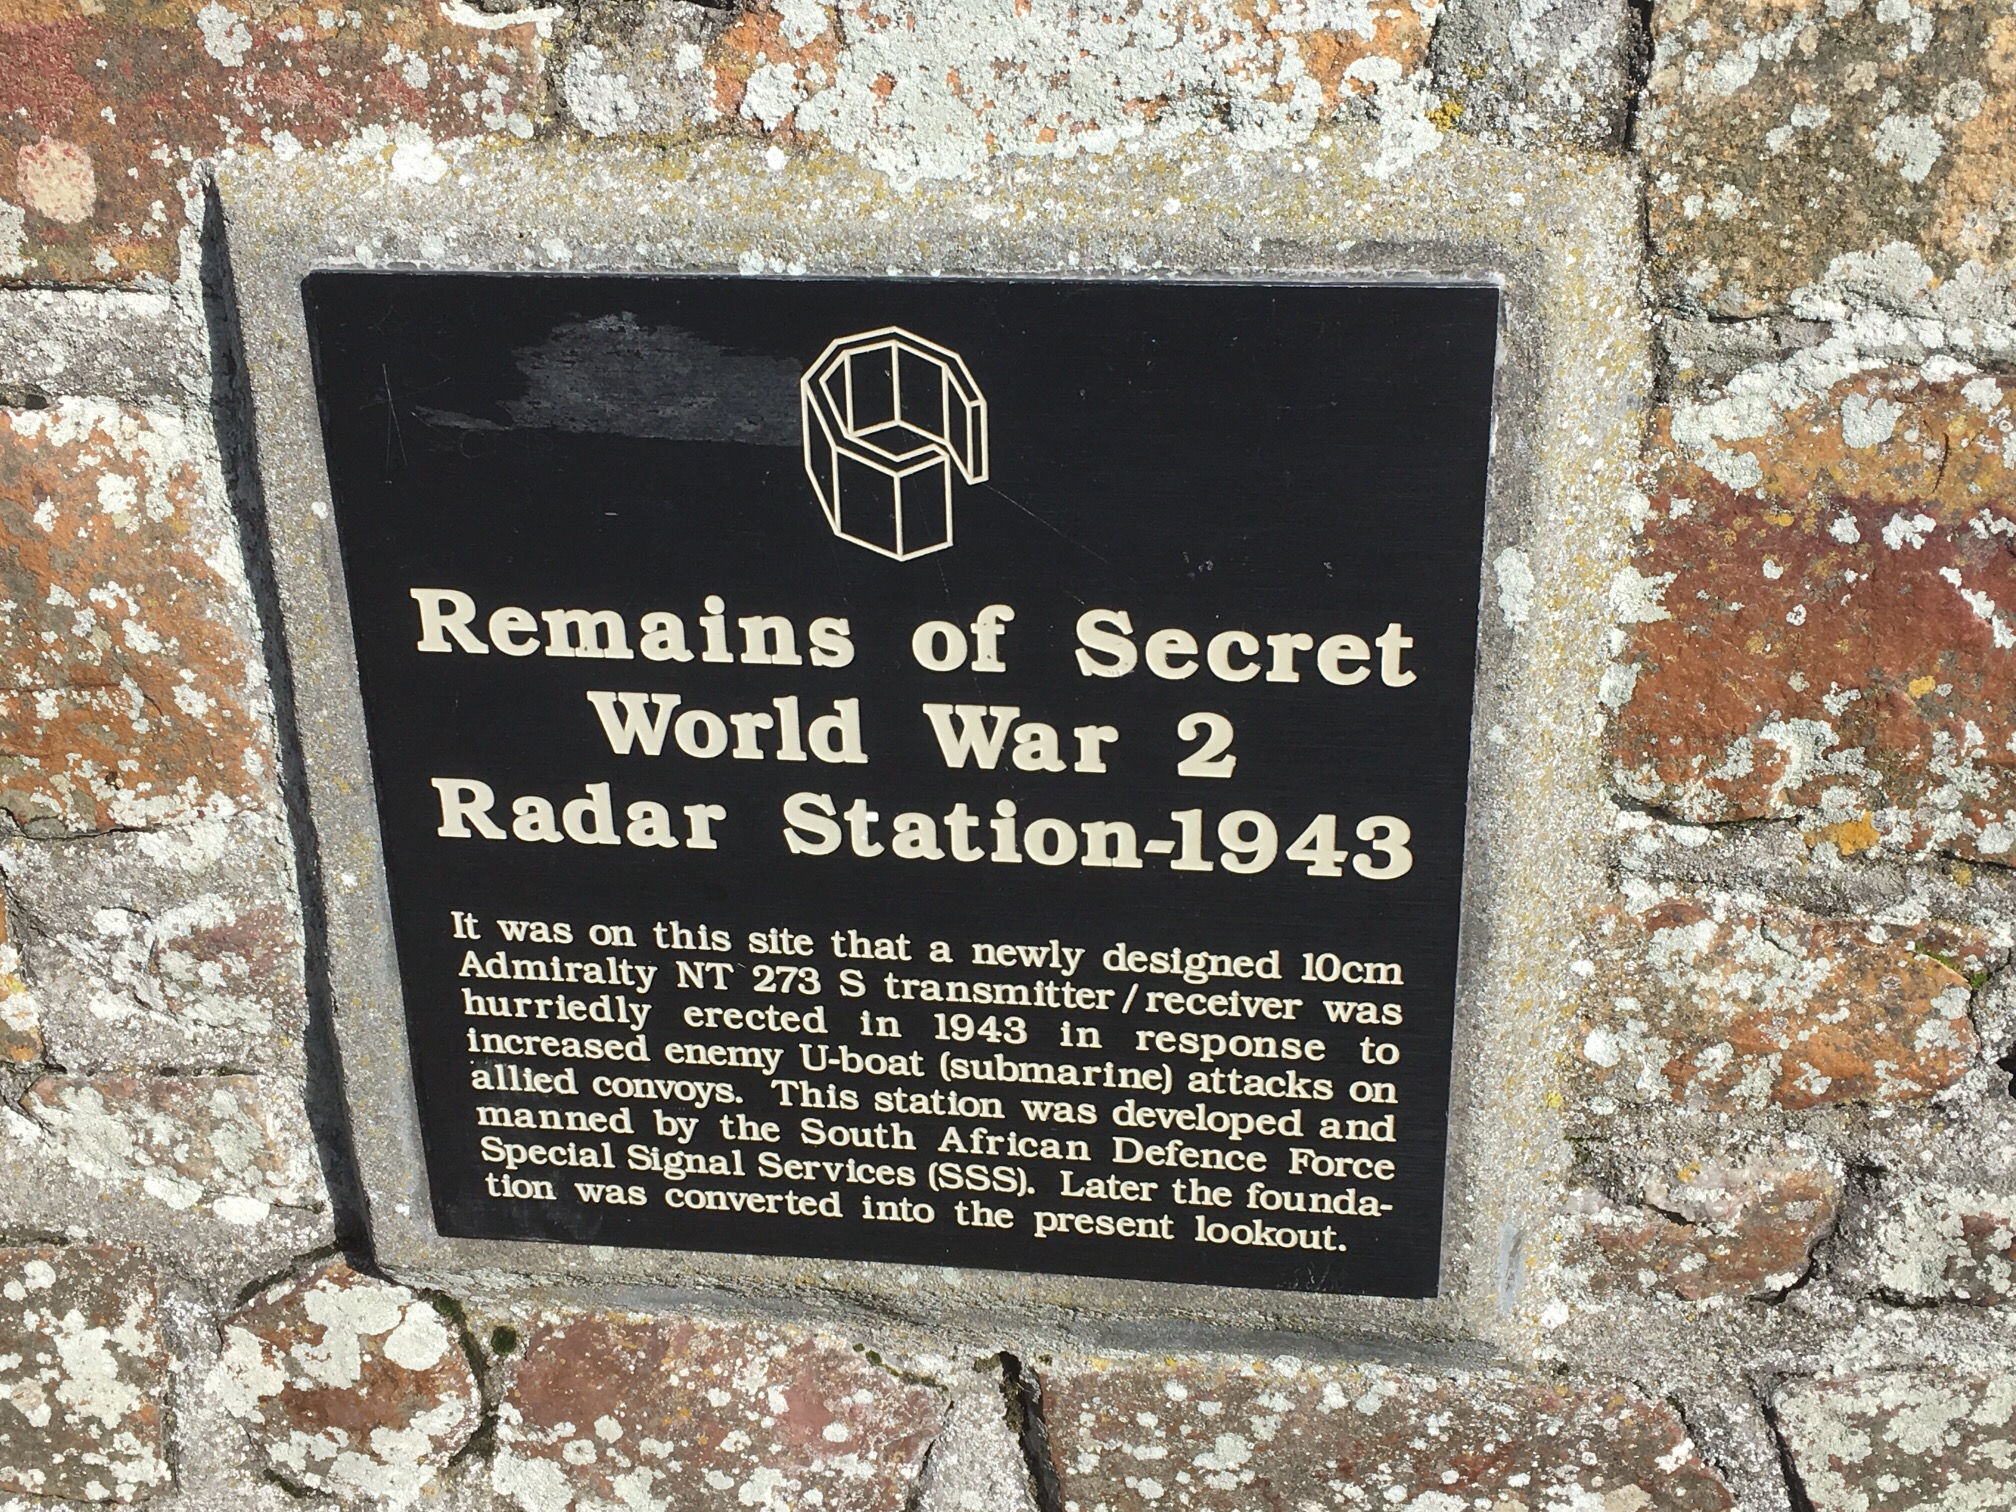 Remains of Secret
World War 2
Radar Station-1943
It was on this site that a newly designed 10cm
Admiralty NT 273 S transmitter/receiver was
hurriedly erected in 1943 in response to
increased enemy U-boat (submarine) attacks on
allied convoys. This station was developed and
manned by the South African Defence Force
Special Signal Services (SSS). Later the founda-
tion was converted into the present lookout.